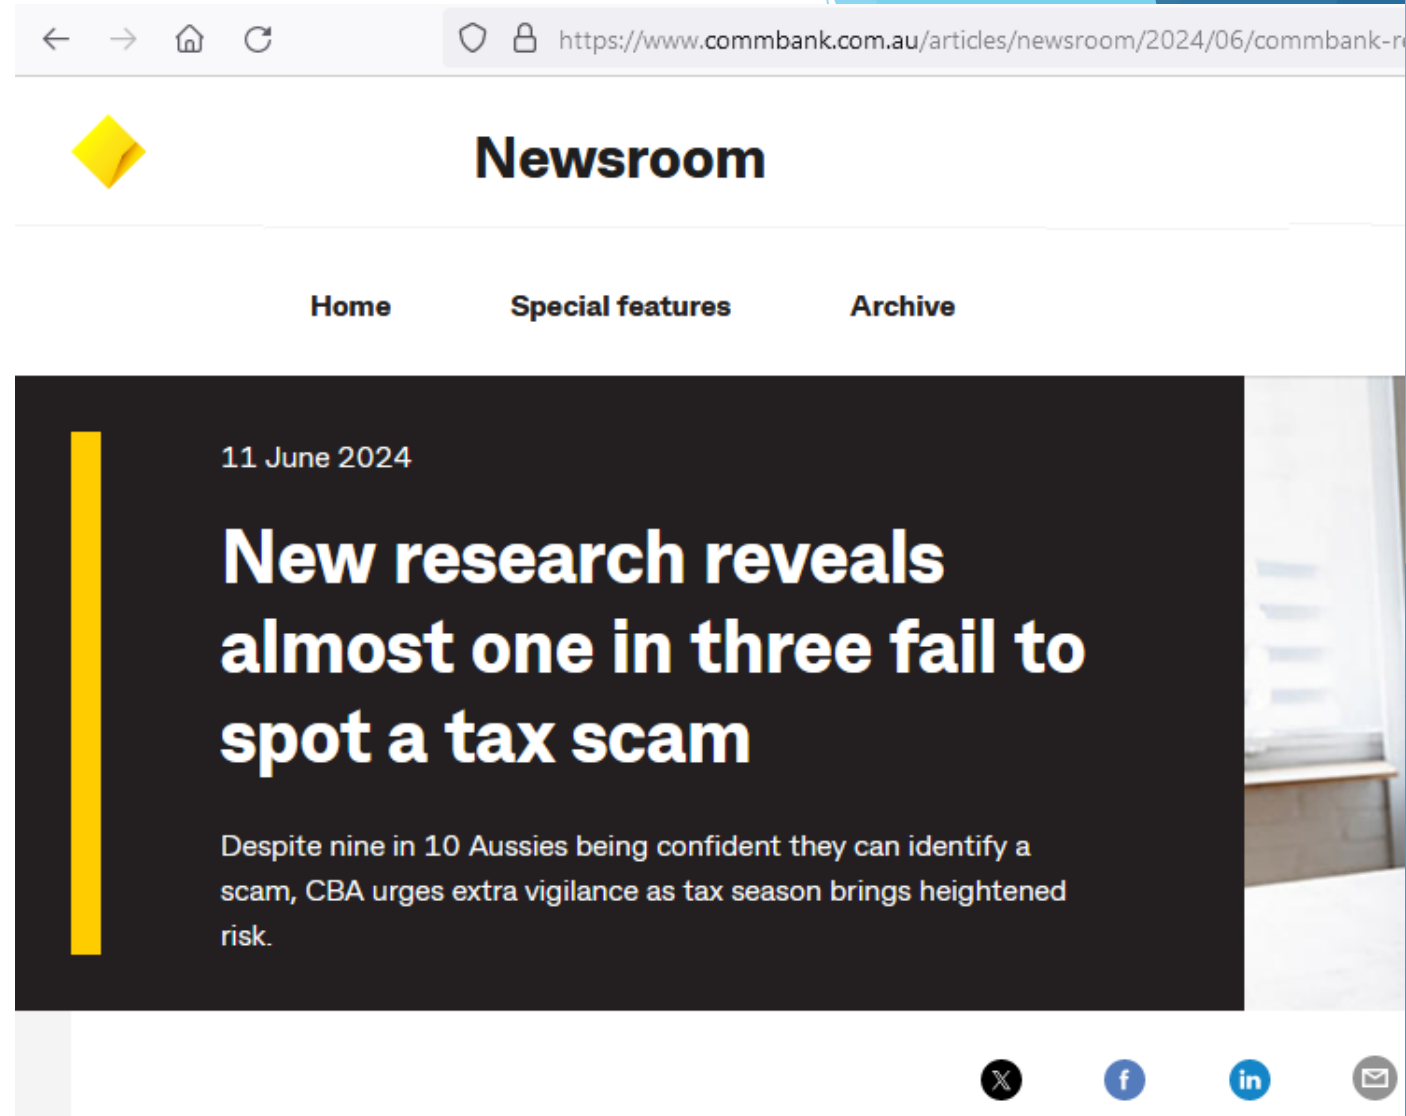 https://www.commbank.com.au/articles/newsroom/2024/06/commbank-r
Newsroom
Home Special features Archive
11 June 2024
New research reveals
almost one in three fail to
spot a tax scam
Despite nine in 10 Aussies being confident they can identify a
scam, CBA urges extra vigilance as tax season brings heightened
risk.
X
f
in